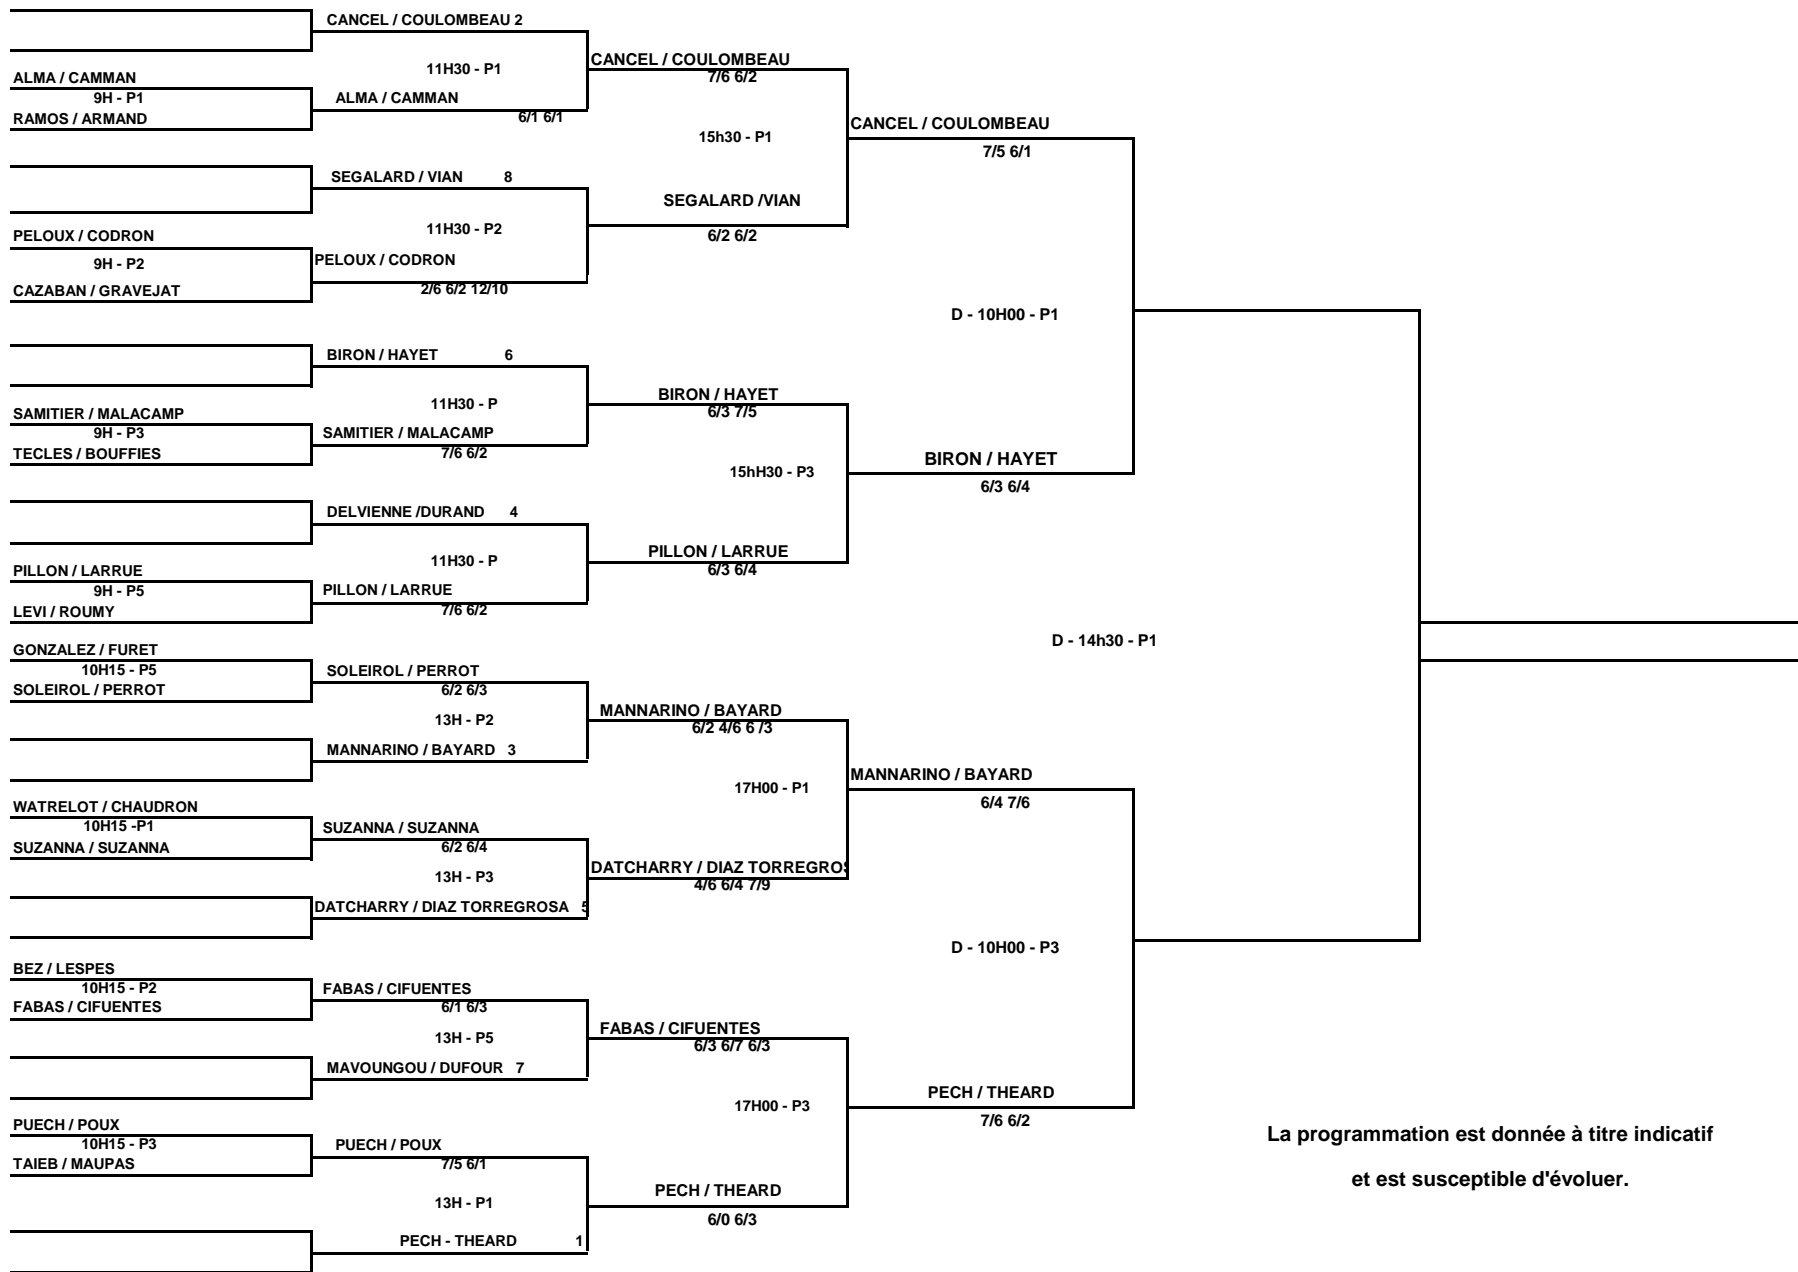 CANCEL / COULOMBEAU 2
11H30 - P1
CANCEL / COULOMBEAU
7/6 6/2
ALMA / CAMMAN
9H - P1
RAMOS / ARMAND
ALMA / CAMMAN
6/1 6/1
15h30 - P1
CANCEL / COULOMBEAU
7/5 6/1
SEGALARD / VIAN 8
11H30 - P2
SEGALARD /VIAN
6/2 6/2
PELOUX / CODRON
9H - P2
CAZABAN / GRAVEJAT
PELOUX / CODRON
2/6 6/2 12/10
D - 10H00 - P1
BIRON / HAYET 6
11H30 - P
BIRON / HAYET
6/3 7/5
SAMITIER / MALACAMP
9H - P3
TECLES / BOUFFIES
SAMITIER / MALACAMP
7/6 6/2
15hH30 - P3
BIRON / HAYET
6/3 6/4
DELVIENNE /DURAND 4
11H30 - P
PILLON / LARRUE
6/3 6/4
PILLON / LARRUE
9H - P5
LEVI / ROUMY
PILLON / LARRUE
7/6 6/2
D - 14h30 - P1
GONZALEZ / FURET
10H15 - P5
SOLEIROL / PERROT
SOLEIROL / PERROT
6/2 6/3
13H - P2
MANNARINO / BAYARD
6/2 4/6 6 /3
MANNARINO / BAYARD 3
17H00 - P1
MANNARINO / BAYARD
6/4 7/6
WATRELOT / CHAUDRON
10H15 -P1
SUZANNA / SUZANNA
SUZANNA / SUZANNA
6/2 6/4
13H - P3
DATCHARRY / DIAZ TORREGROS
4/6 6/4 7/9
DATCHARRY / DIAZ TORREGROSA 5
D - 10H00 - P3
BEZ / LESPES
10H15 - P2
FABAS / CIFUENTES
FABAS / CIFUENTES
6/1 6/3
13H - P5
FABAS / CIFUENTES
6/3 6/7 6/3
MAVOUNGOU / DUFOUR 7
17H00 - P3
PECH / THEARD
7/6 6/2
PUECH / POUX
10H15 - P3
TAIEB / MAUPAS
PUECH / POUX
7/5 6/1
13H - P1
PECH / THEARD
6/0 6/3
PECH - THEARD 1
La programmation est donnée à titre indicatif
et est susceptible d'évoluer.